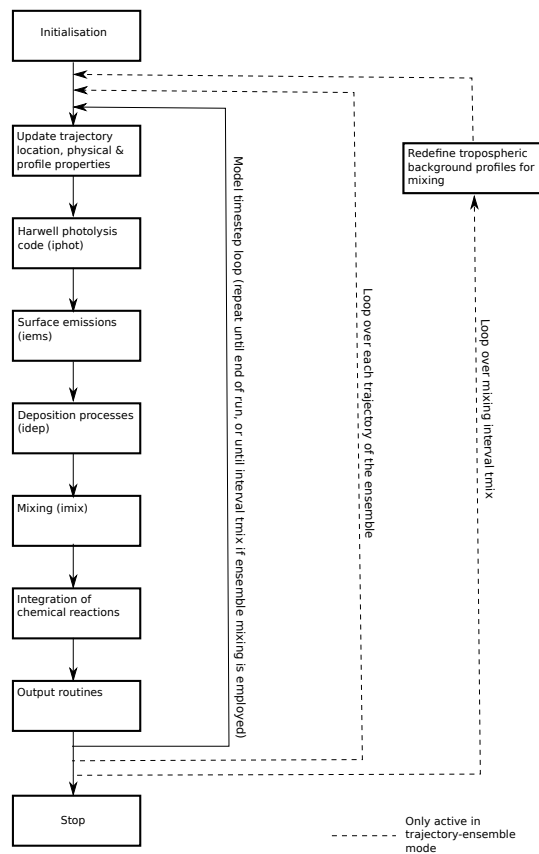 Initialisation
Update trajectory
location, physical &
profile properties
Harwell photolysis
code (iphot)
Surface emissions
(iems)
Deposition processes
(idep)
Mixing (imix)
Integration of
chemical reactions
Output routines
Stop
Model timestep loop (repeat until end of run, or until interval tmix if ensemble mixing is employed)
Loop over each trajectory of the ensemble
Redefine tropospheric
background profiles for
mixing
Loop over mixing interval tmix
Only active in
trajectory-ensemble
mode